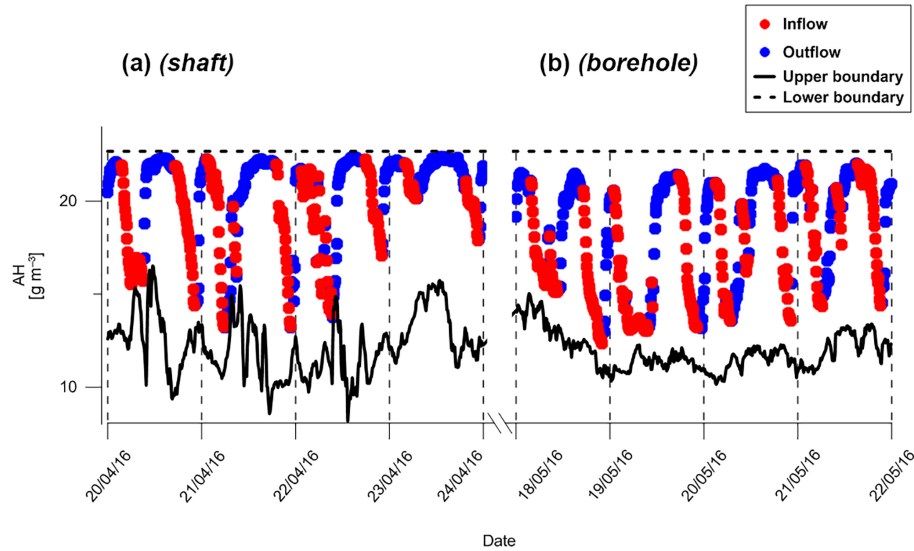 Inflow
Outflow
Upper boundary
Lower boundary
(a) (shaft)
(b) (borehole)
AH
[g m⁻³]
20
10
20/04/16
21/04/16
22/04/16
23/04/16
24/04/16
18/05/16
19/05/16
20/05/16
21/05/16
22/05/16
Date